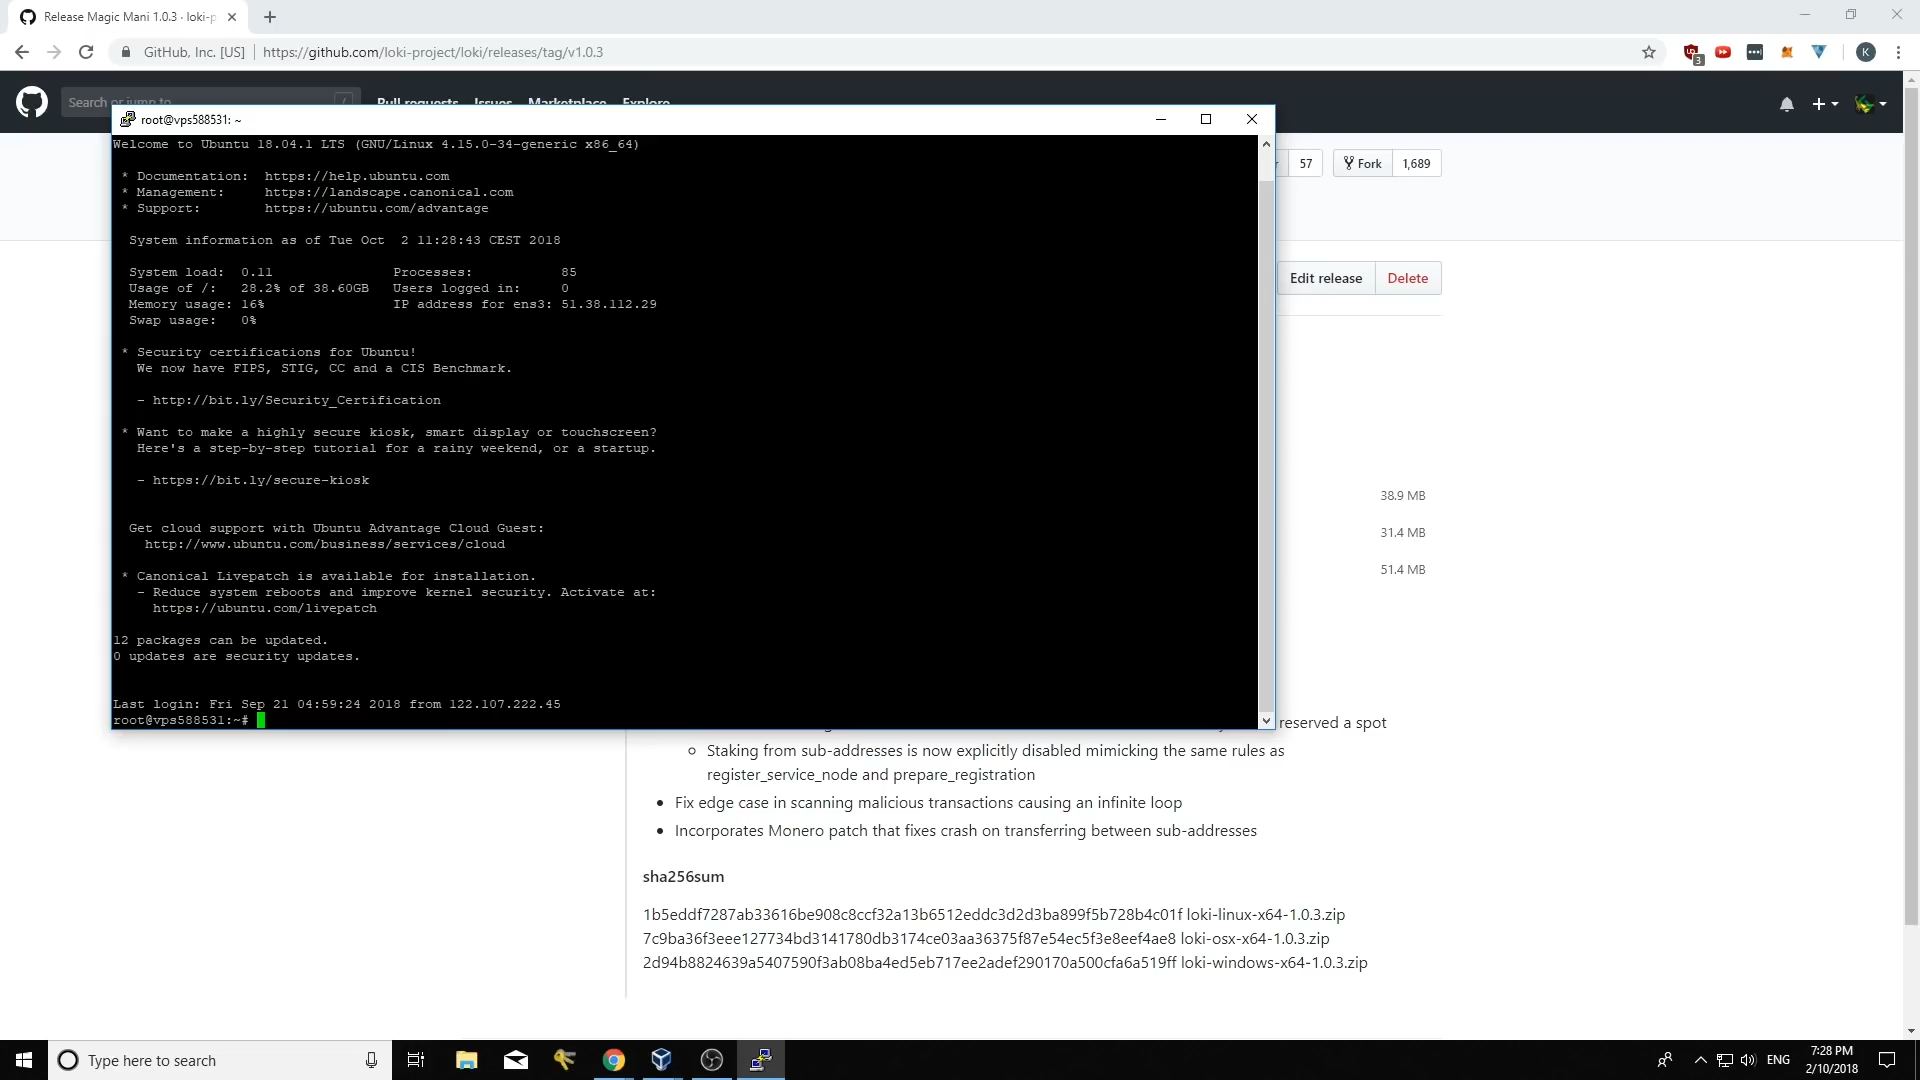 Release Magic Mani 1.0.3 · loki-p
GitHub, Inc. [US] https://github.com/loki-project/loki/releases/tag/v1.0.3
3
K
Search or jump to
/
Pull requests Issues Marketplace Explore
root@vps588531: ~
Welcome to Ubuntu 18.04.1 LTS (GNU/Linux 4.15.0-34-generic x86_64)
* Documentation: https://help.ubuntu.com
* Management: https://landscape.canonical.com
* Support: https://ubuntu.com/advantage
System information as of Tue Oct 2 11:28:43 CEST 2018
System load: 0.11 Processes: 85
Usage of /: 28.2% of 38.60GB Users logged in: 0
Memory usage: 16% IP address for ens3: 51.38.112.29
Swap usage: 0%
* Security certifications for Ubuntu!
We now have FIPS, STIG, CC and a CIS Benchmark.
- http://bit.ly/Security_Certification
* Want to make a highly secure kiosk, smart display or touchscreen?
Here's a step-by-step tutorial for a rainy weekend, or a startup.
- https://bit.ly/secure-kiosk
Get cloud support with Ubuntu Advantage Cloud Guest:
http://www.ubuntu.com/business/services/cloud
* Canonical Livepatch is available for installation.
- Reduce system reboots and improve kernel security. Activate at:
https://ubuntu.com/livepatch
12 packages can be updated.
0 updates are security updates.
Last login: Fri Sep 21 04:59:24 2018 from 122.107.222.45
root@vps588531:~#
57 Fork 1,689
Edit release Delete
38.9 MB
31.4 MB
51.4 MB
reserved a spot
Staking from sub-addresses is now explicitly disabled mimicking the same rules as
register_service_node and prepare_registration
Fix edge case in scanning malicious transactions causing an infinite loop
Incorporates Monero patch that fixes crash on transferring between sub-addresses
sha256sum
1b5eddf7287ab33616be908c8ccf32a13b6512eddc3d2d3ba899f5b728b4c01f loki-linux-x64-1.0.3.zip
7c9ba36f3eee127734bd3141780db3174ce03aa36375f87e54ec5f3e8eef4ae8 loki-osx-x64-1.0.3.zip
2d94b8824639a5407590f3ab08ba4ed5eb717ee2adef290170a500cfa6a519ff loki-windows-x64-1.0.3.zip
Type here to search
ENG
7:28 PM
2/10/2018